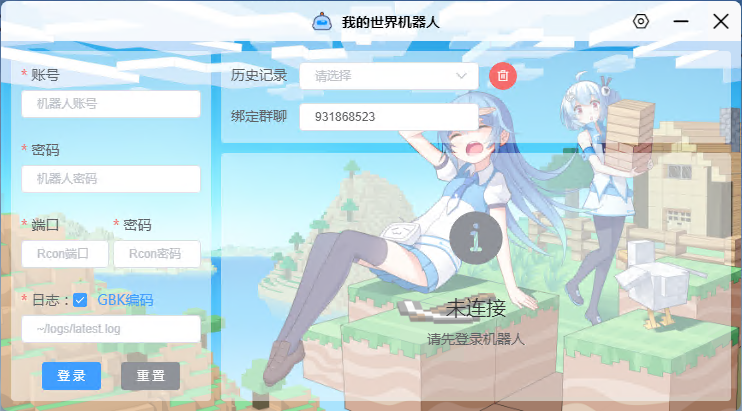 我的世界机器人
* 账号
机器人账号
* 密码
机器人密码
* 端口 * 密码
Rcon端口 Rcon密码
* 日志： GBK编码
~/logs/latest.log
登录 重置
历史记录 请选择
绑定群聊 931868523
未连接
请先登录机器人